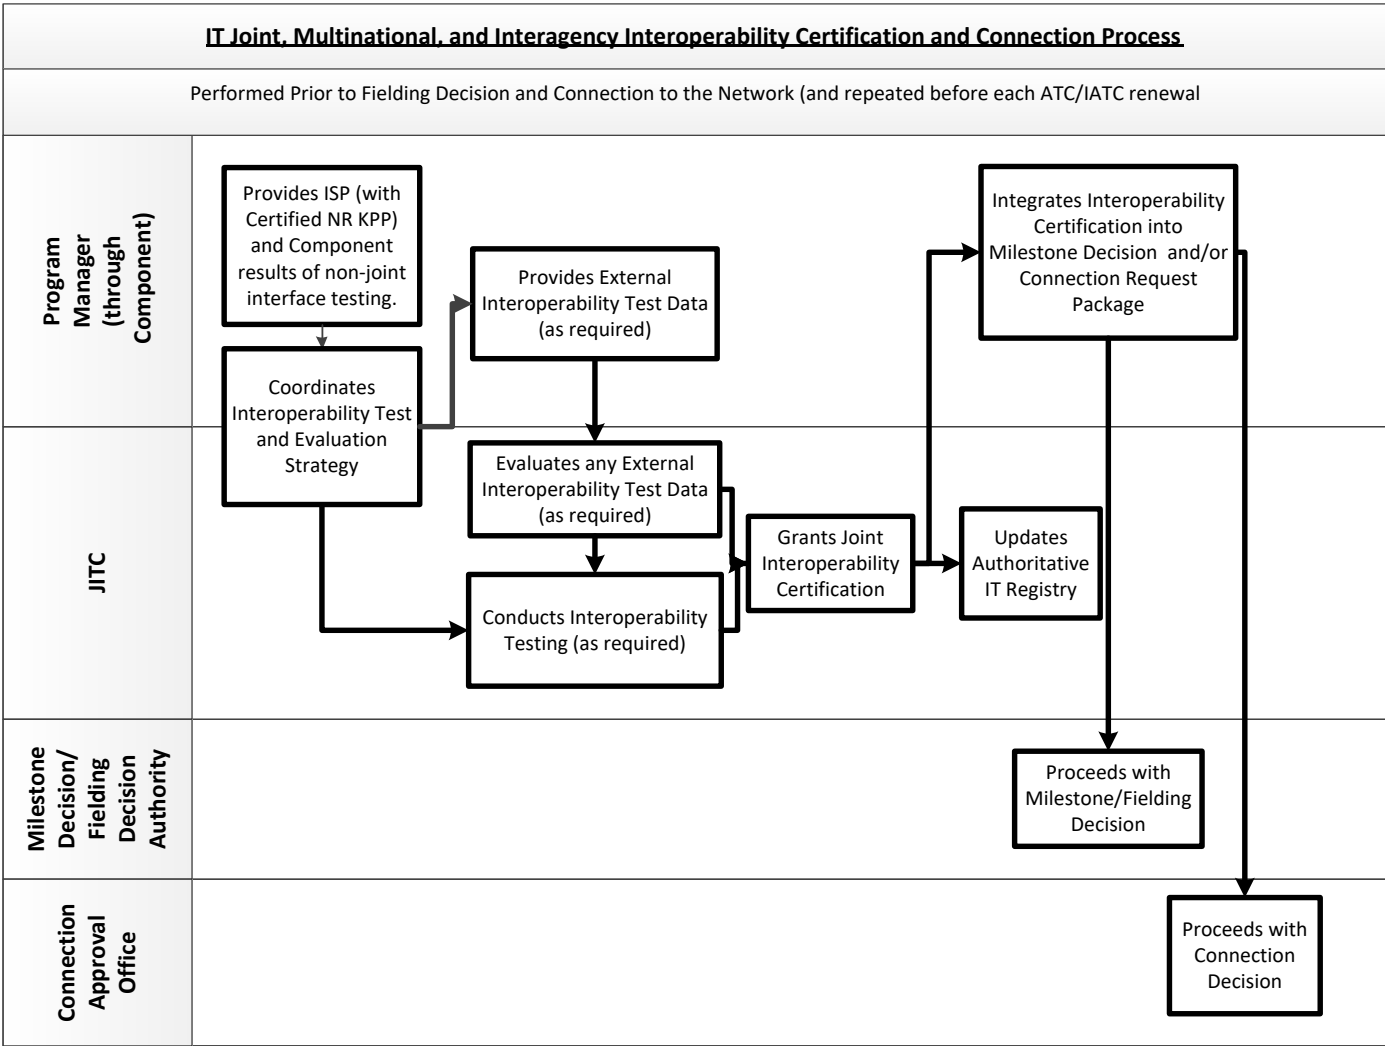 IT Joint, Multinational, and Interagency Interoperability Certification and Connection Process
Performed Prior to Fielding Decision and Connection to the Network (and repeated before each ATC/IATC renewal
Program
Manager
(through
Component)
Provides ISP (with
Certified NR KPP)
and Component
results of non-joint
interface testing.
Coordinates
Interoperability Test
and Evaluation
Strategy
Provides External
Interoperability Test Data
(as required)
Integrates Interoperability
Certification into
Milestone Decision and/or
Connection Request
Package
JITC
Evaluates any External
Interoperability Test Data
(as required)
Conducts Interoperability
Testing (as required)
Grants Joint
Interoperability
Certification
Updates
Authoritative
IT Registry
Milestone
Decision/
Fielding
Decision
Authority
Proceeds with
Milestone/Fielding
Decision
Connection
Approval
Office
Proceeds with
Connection
Decision